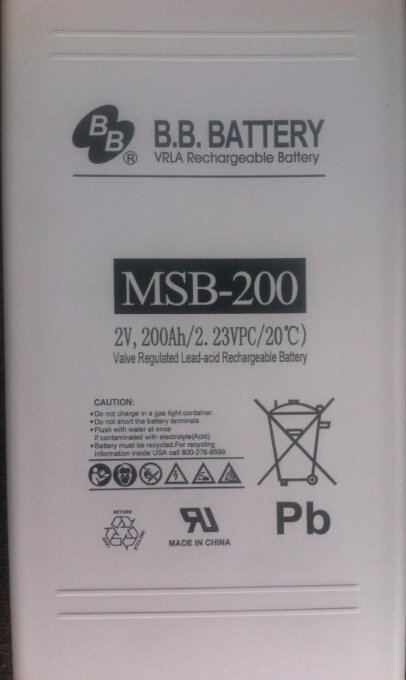 BB®
B.B. BATTERY
VRLA Rechargeable Battery
MSB-200
2V, 200Ah/2. 23VPC/20℃)
Valve Regulated Lead-acid Rechargeable Battery
CAUTION:
•Do not charge in a gas tight container.
•Do not short the battery terminals.
•Flush with water at once
if contaminated with electrolyte(Acid).
•Battery must be recycled.For recycling
information inside USA call 800-278-8599.
RETURN
RECYCLE
Pb
MADE IN CHINA